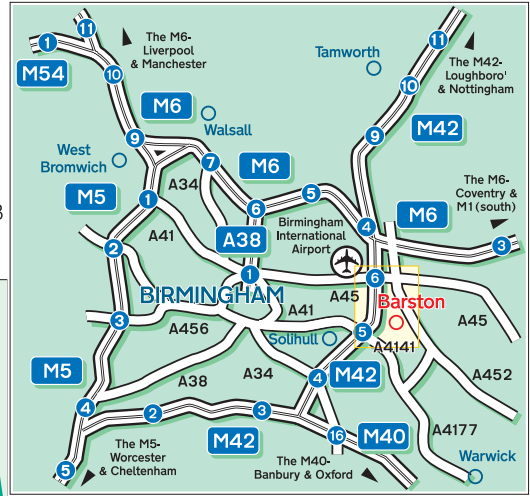 11
The M6-
Liverpool
& Manchester
1
M54
10
M6
Tamworth
11
The M42-
Loughboro'
& Nottingham
10
9
Walsall
9
M42
West
Bromwich
7
M6
A34
M5
1
5
6
The M6-
Coventry &
M1 (south)
4
M6
3
Birmingham
International
Airport
A38
A41
2
1
6
BIRMINGHAM
A45
Barston
A45
A41
3
A456
Solihull
5
A4141
M5
A38
A34
4
M42
A452
4
2
3
M42
16
M40
A4177
The M5-
Worcester
& Cheltenham
5
The M40-
Banbury & Oxford
Warwick